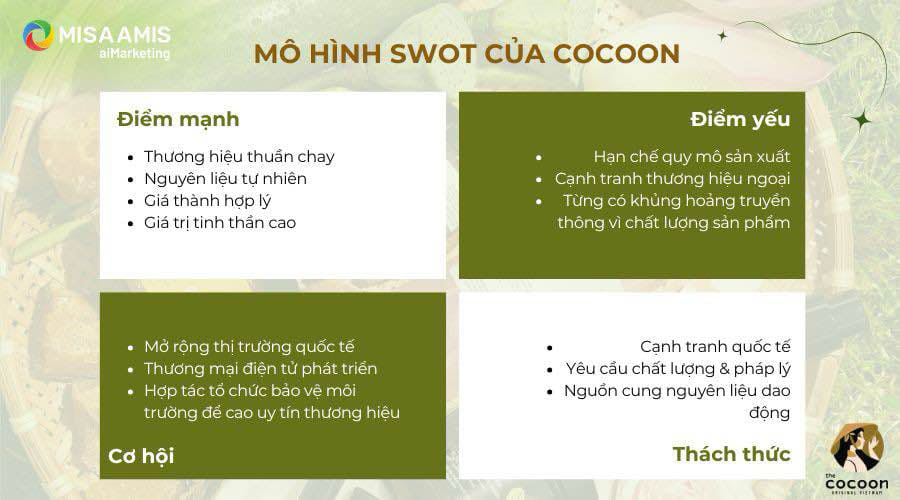 MISA AMIS
aiMarketing
MÔ HÌNH SWOT CỦA COCOON
Điểm mạnh
• Thương hiệu thuần chay
• Nguyên liệu tự nhiên
• Giá thành hợp lý
• Giá trị tinh thần cao
Điểm yếu
• Hạn chế quy mô sản xuất
• Cạnh tranh thương hiệu ngoại
• Từng có khủng hoảng truyền
thông vì chất lượng sản phẩm
• Mở rộng thị trường quốc tế
• Thương mại điện tử phát triển
• Hợp tác tổ chức bảo vệ môi
trường để cao uy tín thương hiệu
Cơ hội
• Cạnh tranh quốc tế
• Yêu cầu chất lượng & pháp lý
• Nguồn cung nguyên liệu dao
động
Thách thức
the
cocoon
ORIGINAL VIETNAM